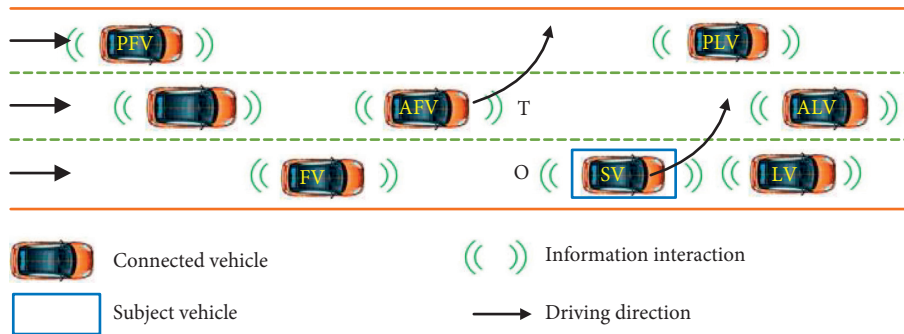 PFV
PLV
AFV
T
ALV
FV
O
SV
LV
Connected vehicle
Information interaction
Subject vehicle
Driving direction